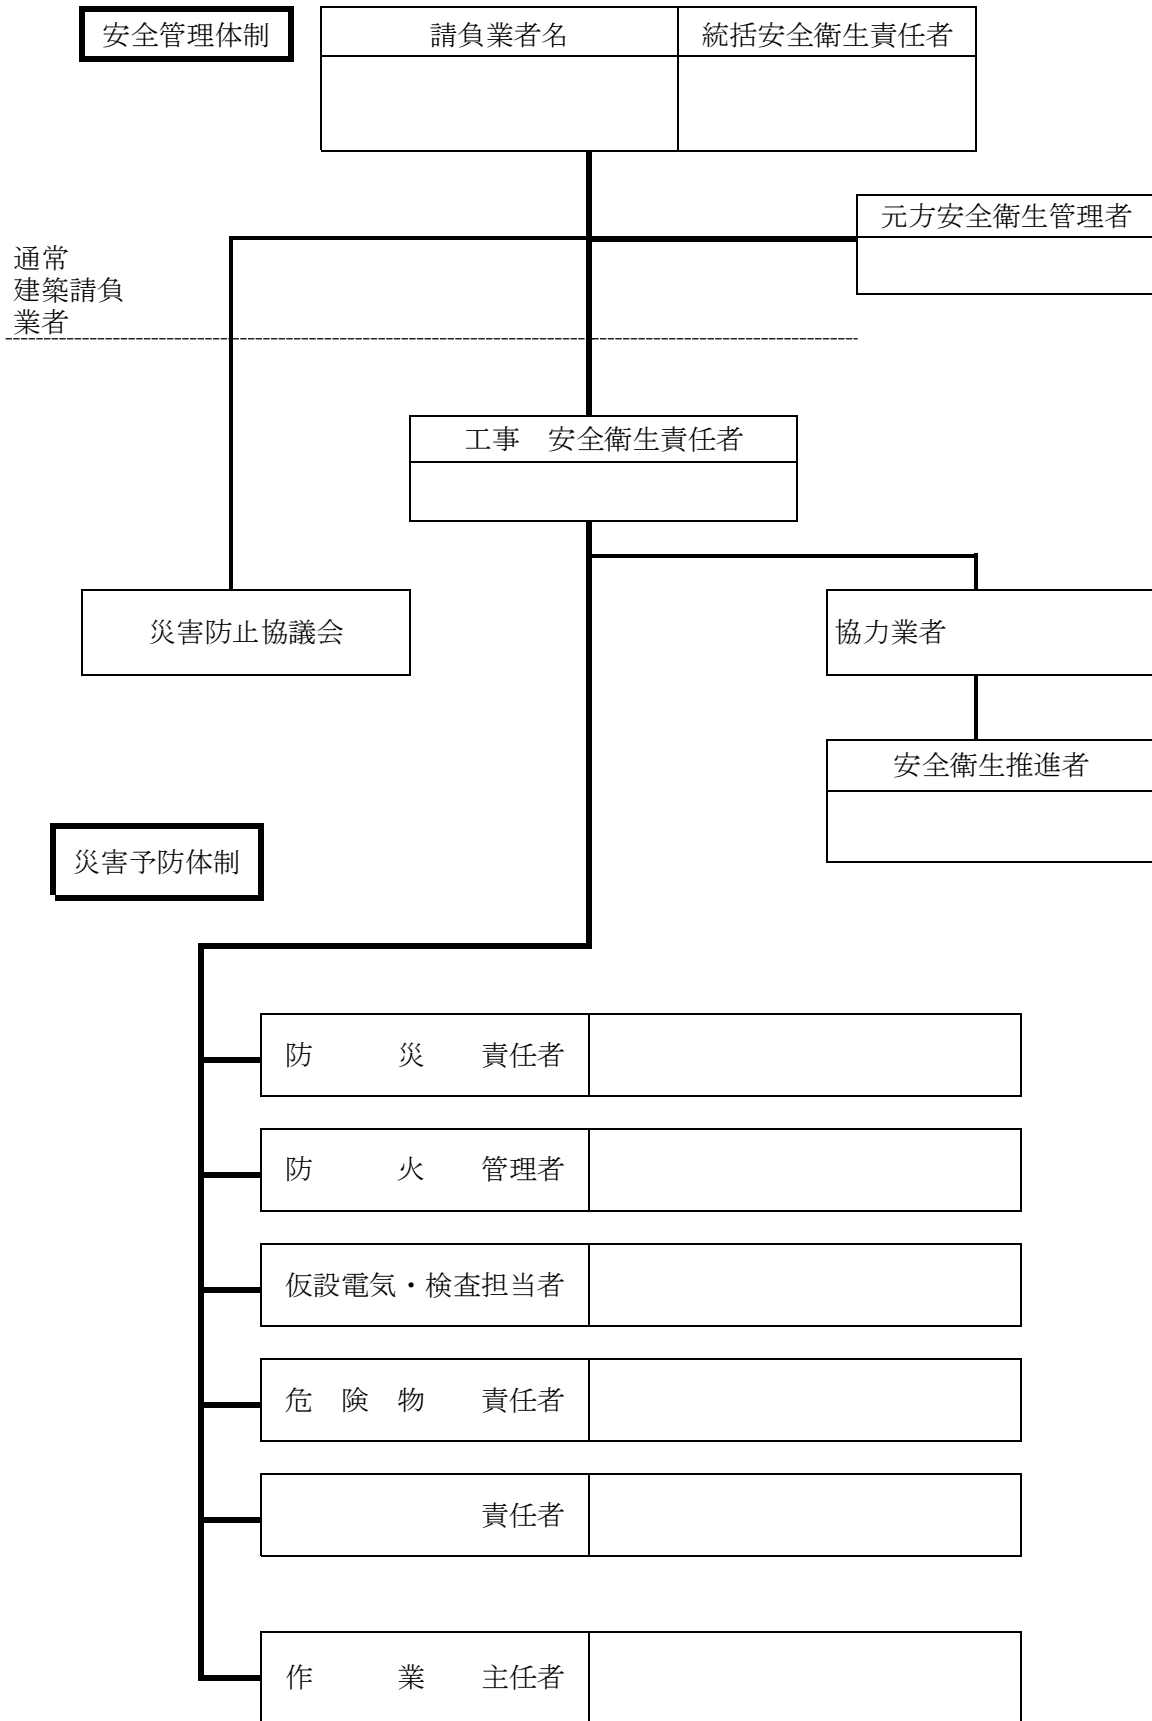 安全管理体制
請負業者名
統括安全衛生責任者
元方安全衛生管理者
通常
建築請負
業者
工事　安全衛生責任者
災害防止協議会
協力業者
安全衛生推進者
災害予防体制
防　　　災　　責任者
防　　　火　　管理者
仮設電気・検査担当者
危　険　物　　責任者
責任者
作　　　業　　主任者